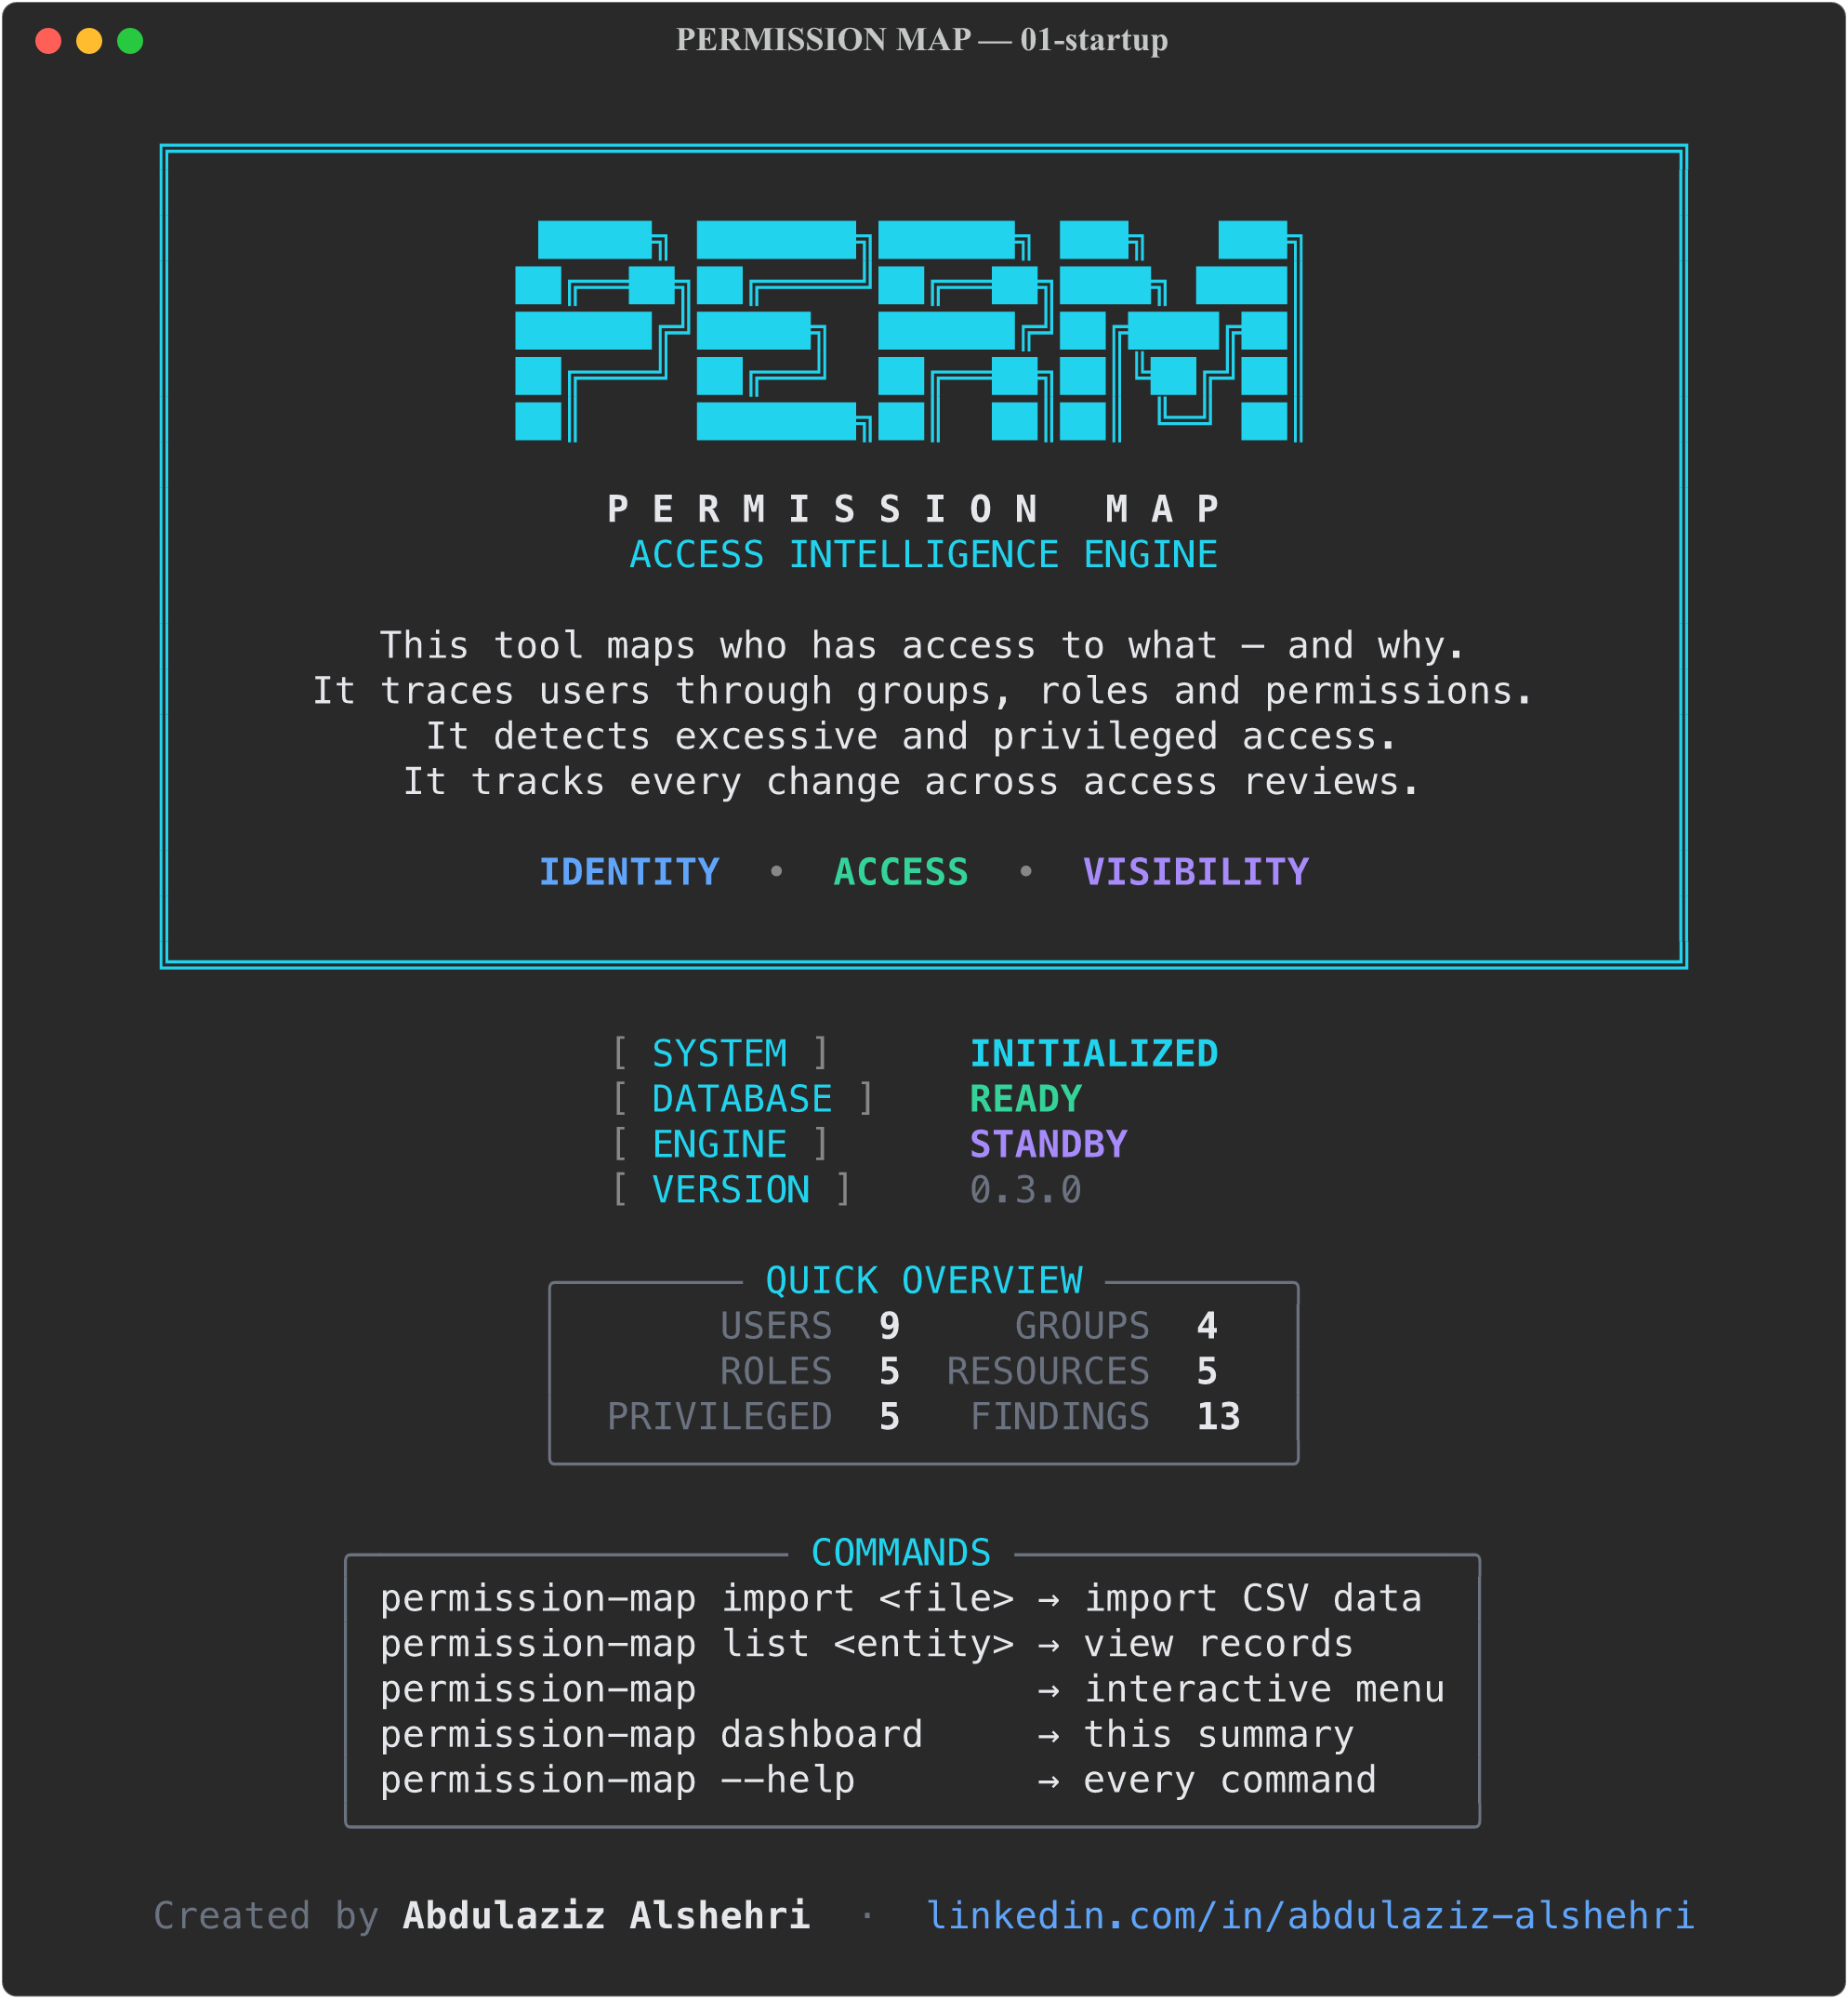 PERMISSION MAP — 01-startup
PERM
PERMISSION MAP
ACCESS INTELLIGENCE ENGINE
This tool maps who has access to what — and why.
It traces users through groups, roles and permissions.
It detects excessive and privileged access.
It tracks every change across access reviews.
IDENTITY • ACCESS • VISIBILITY
[ SYSTEM ] INITIALIZED
[ DATABASE ] READY
[ ENGINE ] STANDBY
[ VERSION ] 0.3.0
QUICK OVERVIEW
USERS 9 GROUPS 4
ROLES 5 RESOURCES 5
PRIVILEGED 5 FINDINGS 13
COMMANDS
permission-map import <file> → import CSV data
permission-map list <entity> → view records
permission-map → interactive menu
permission-map dashboard → this summary
permission-map --help → every command
Created by Abdulaziz Alshehri · linkedin.com/in/abdulaziz-alshehri